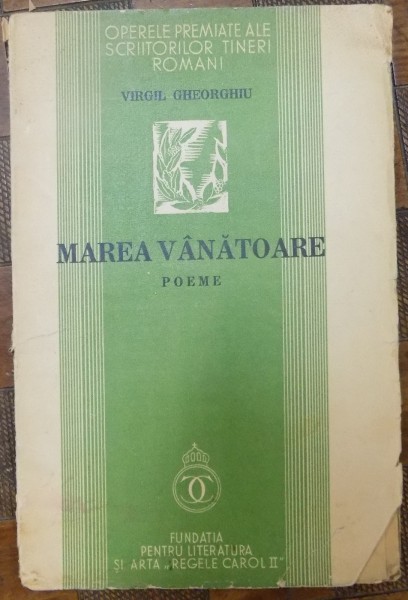 OPERELE PREMIATE ALE
SCRIITORILOR TINERI
ROMANI
VIRGIL GHEORGHIU
MAREA VÂNĂTOARE
POEME
FUNDAȚIA
PENTRU LITERATURA
ȘI ARTA „REGELE CAROL II"